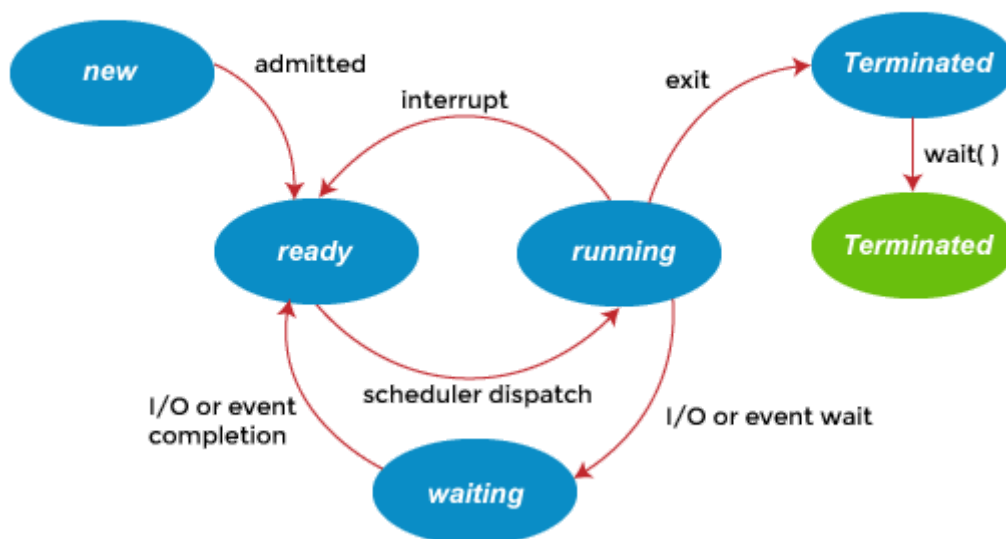 new
admitted
interrupt
exit
Terminated
wait( )
Terminated
ready
running
scheduler dispatch
I/O or event
completion
I/O or event wait
waiting